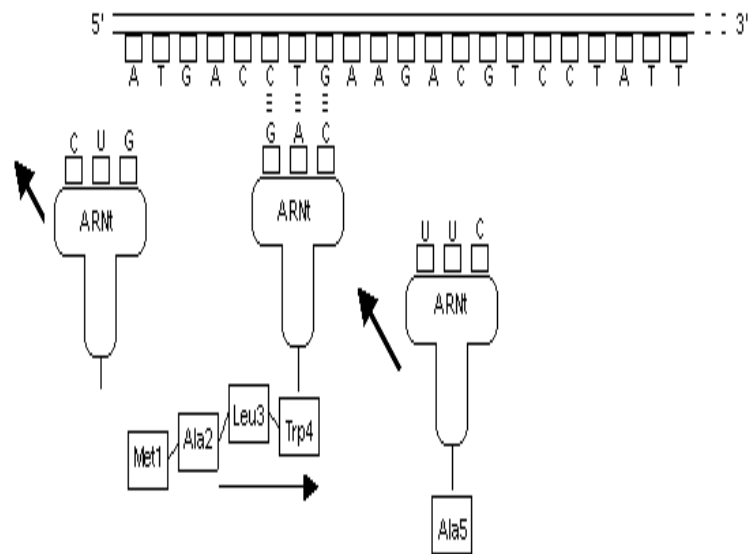 5' 3'
A T G A C C T G A A G A C G T C C T A T T
G A C
C U G
ARNt
ARNt
U U C
ARNt
Met1 Ala2 Leu3 Trp4
Ala5